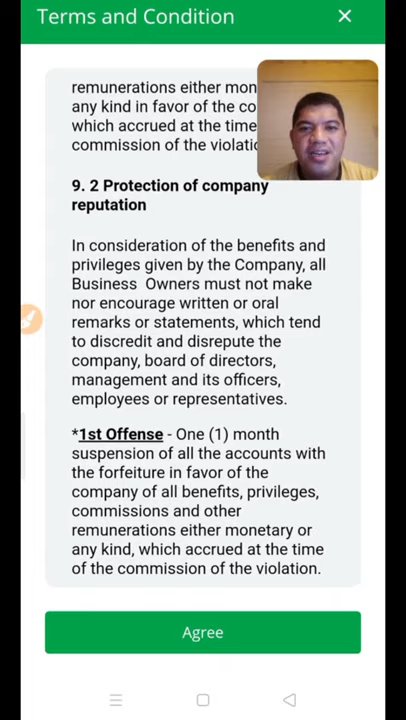 Terms and Condition
remunerations either mon
any kind in favor of the co
which accrued at the time
commission of the violatio
9. 2 Protection of company
reputation
In consideration of the benefits and
privileges given by the Company, all
Business Owners must not make
nor encourage written or oral
remarks or statements, which tend
to discredit and disrepute the
company, board of directors,
management and its officers,
employees or representatives.
*1st Offense - One (1) month
suspension of all the accounts with
the forfeiture in favor of the
company of all benefits, privileges,
commissions and other
remunerations either monetary or
any kind, which accrued at the time
of the commission of the violation.
Agree